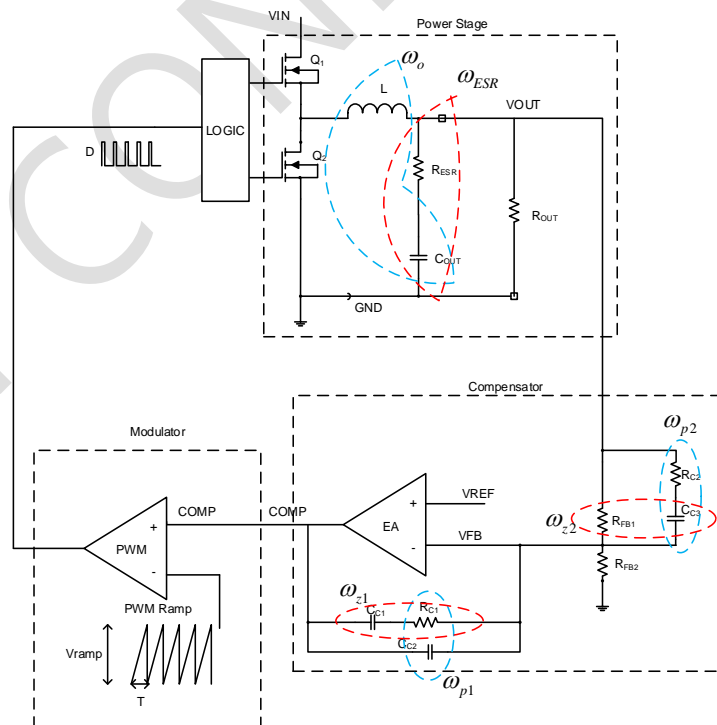 VIN
Power Stage
Q1
ωo
ωESR
L
VOUT
LOGIC
D
Q2
RESR
ROUT
COUT
GND
Compensator
Modulator
ωp2
RC2
VREF
COMP
COMP
+
EA
CC3
+
PWM
VFB
-
RFB1
ωz2
-
RFB2
PWM Ramp
ωz1
CC1
RC1
Vramp
CC2
T
ωp1